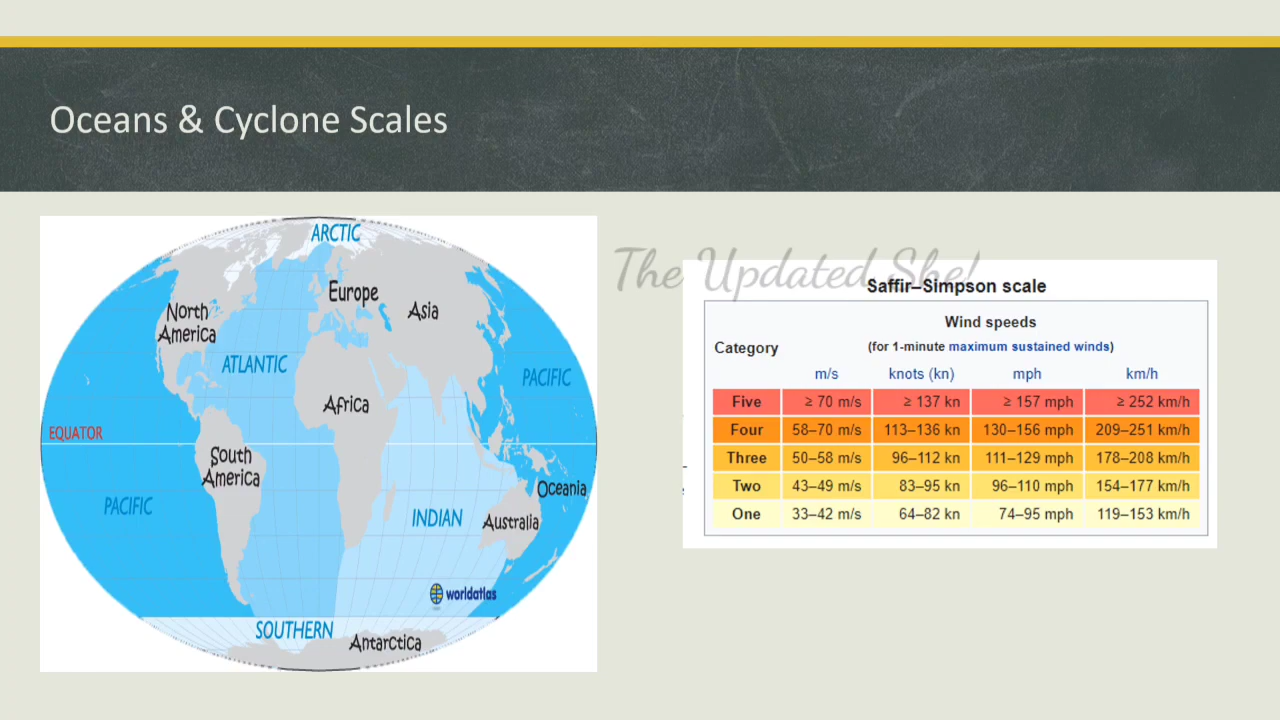 Oceans & Cyclone Scales
ARCTIC
North
America
Europe
Asia
ATLANTIC
PACIFIC
Africa
EQUATOR
South
America
Oceania
PACIFIC
INDIAN
Australia
worldatlas
SOUTHERN
Antarctica
The Updated She!
Saffir–Simpson scale
Category
Wind speeds
(for 1-minute maximum sustained winds)
m/s knots (kn) mph km/h
Five ≥ 70 m/s ≥ 137 kn ≥ 157 mph ≥ 252 km/h
Four 58–70 m/s 113–136 kn 130–156 mph 209–251 km/h
Three 50–58 m/s 96–112 kn 111–129 mph 178–208 km/h
Two 43–49 m/s 83–95 kn 96–110 mph 154–177 km/h
One 33–42 m/s 64–82 kn 74–95 mph 119–153 km/h